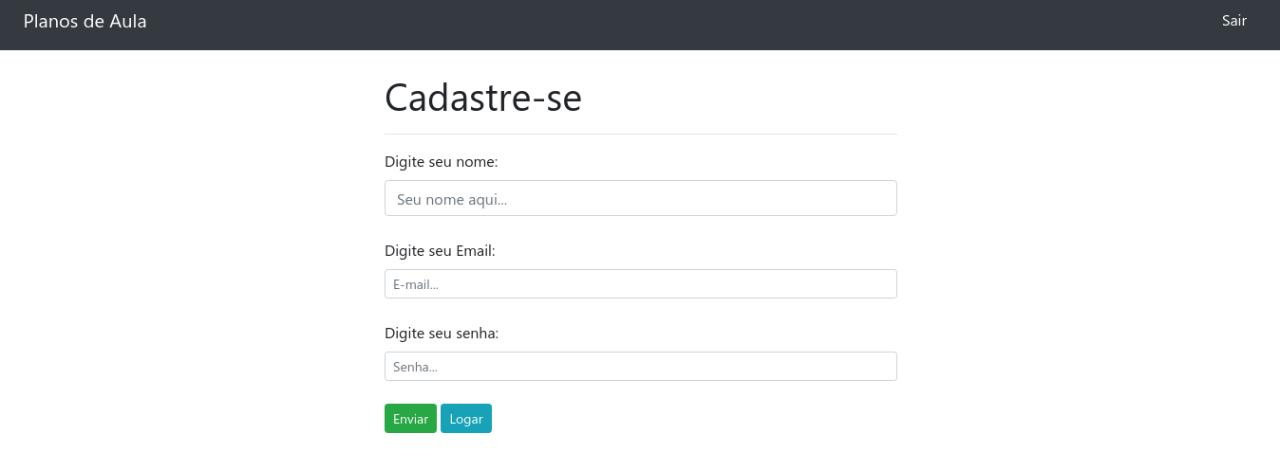 Planos de Aula
Sair
Cadastre-se
Digite seu nome:
Seu nome aqui...
Digite seu Email:
E-mail...
Digite seu senha:
Senha...
Enviar Logar